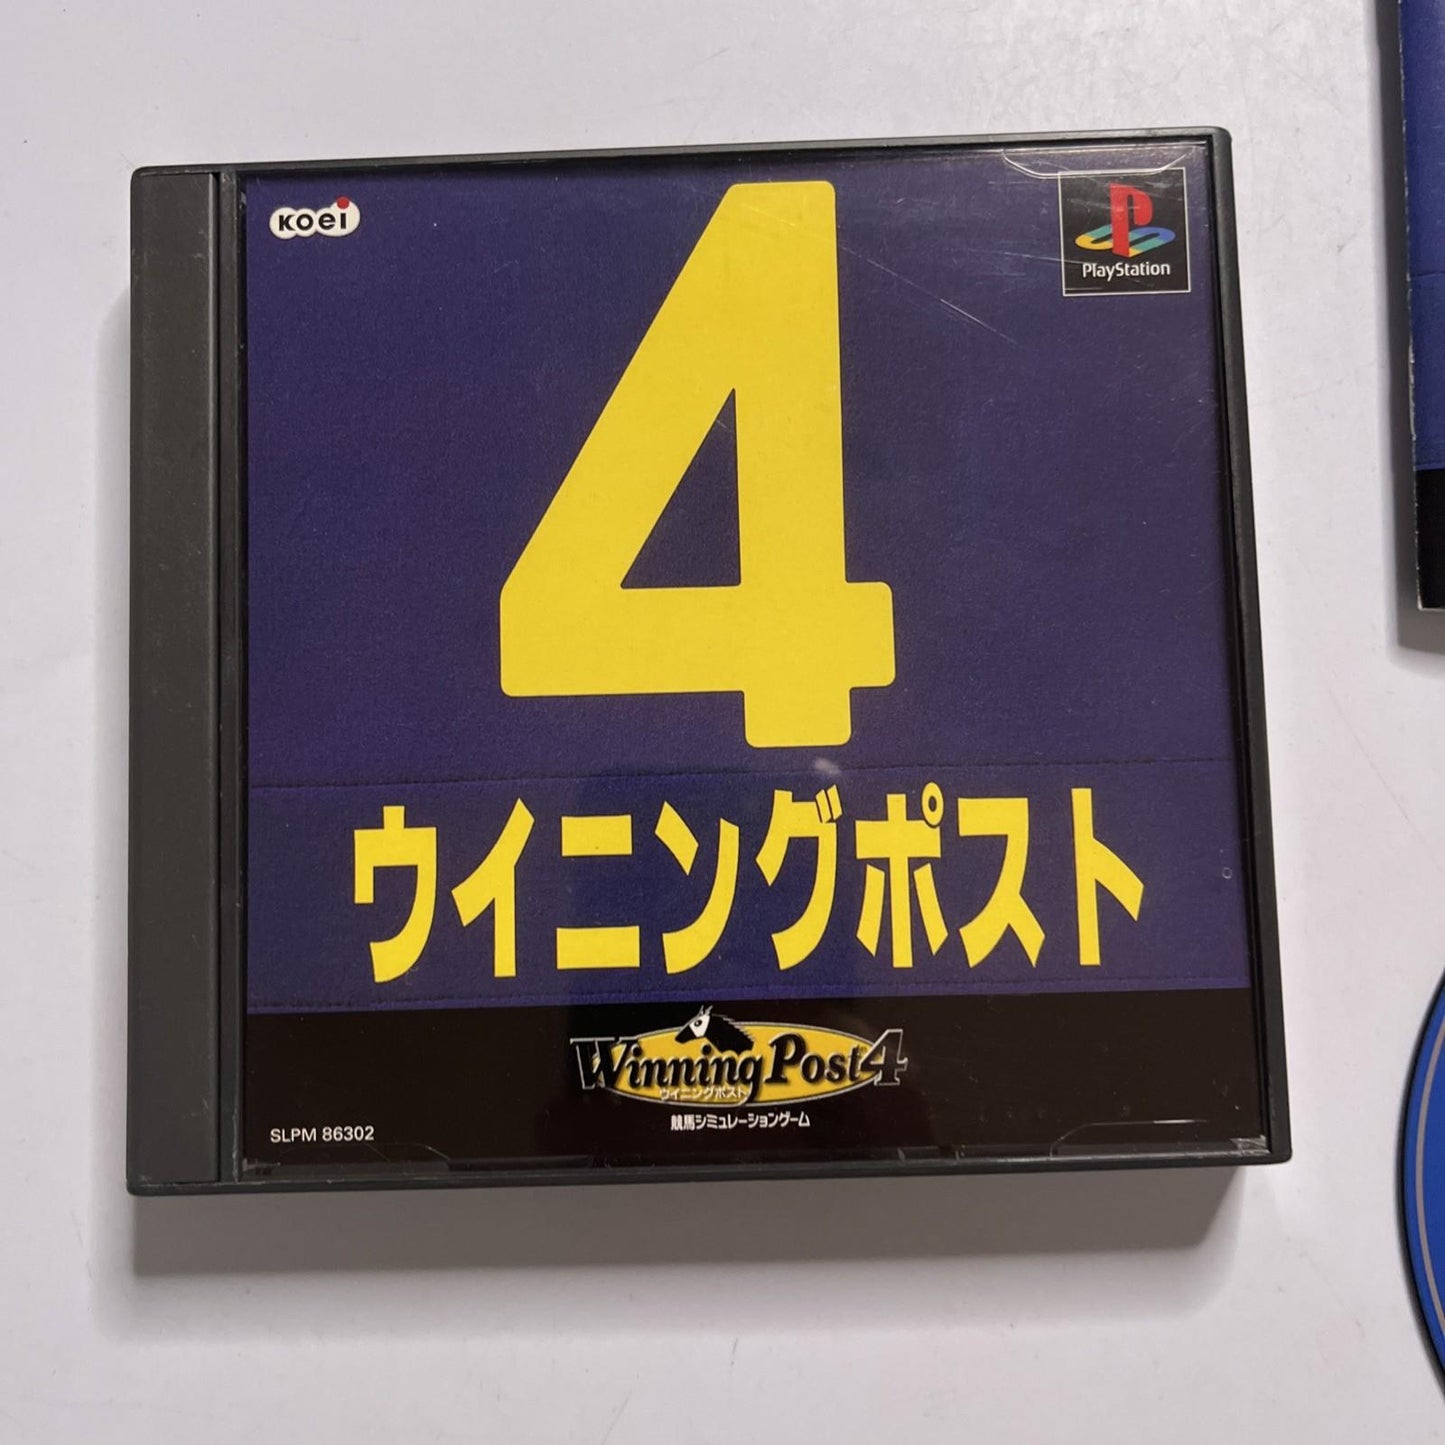 KOEI
4
PlayStation
ウイニングポスト
Winning Post 4
ウイニングポスト
競馬シミュレーションゲーム
SLPM 86302